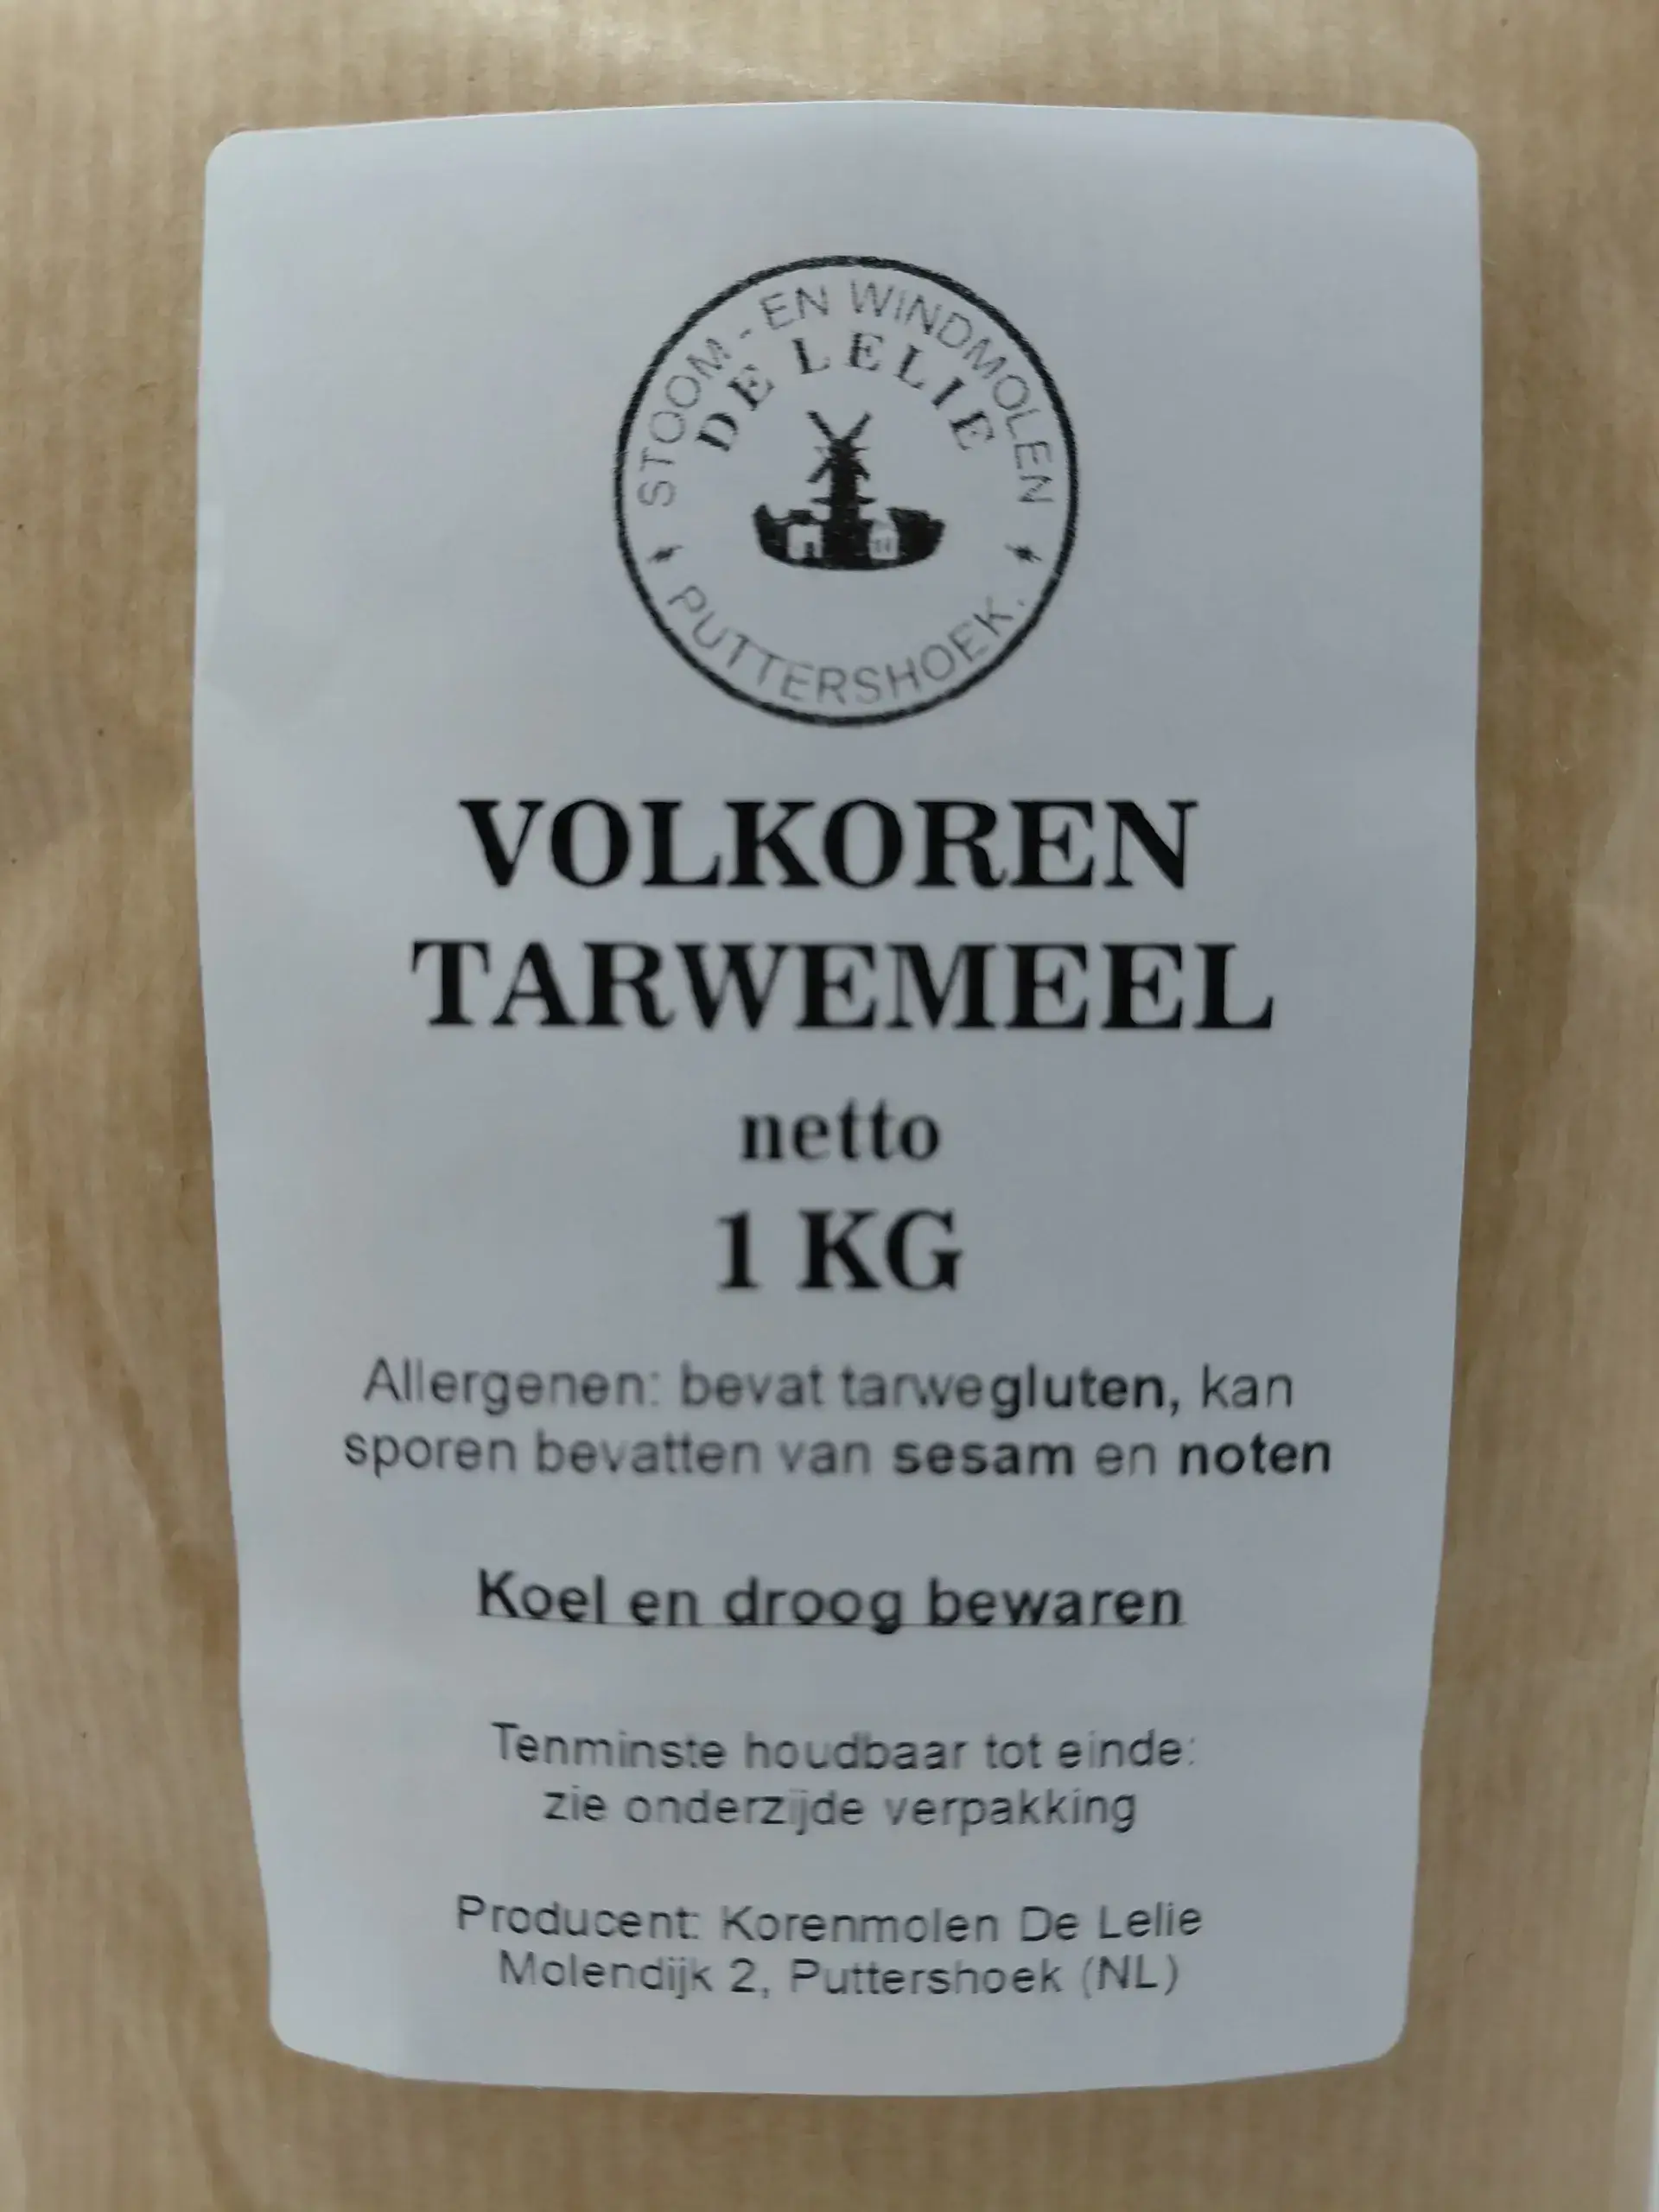 STOOM - EN WINDMOLEN
DE LELIE
PUTTERSHOEK.
VOLKOREN
TARWEMEEL
netto
1 KG
Allergenen: bevat tarwegluten, kan
sporen bevatten van sesam en noten
Koel en droog bewaren
Tenminste houdbaar tot einde:
zie onderzijde verpakking
Producent: Korenmolen De Lelie
Molendijk 2, Puttershoek (NL)